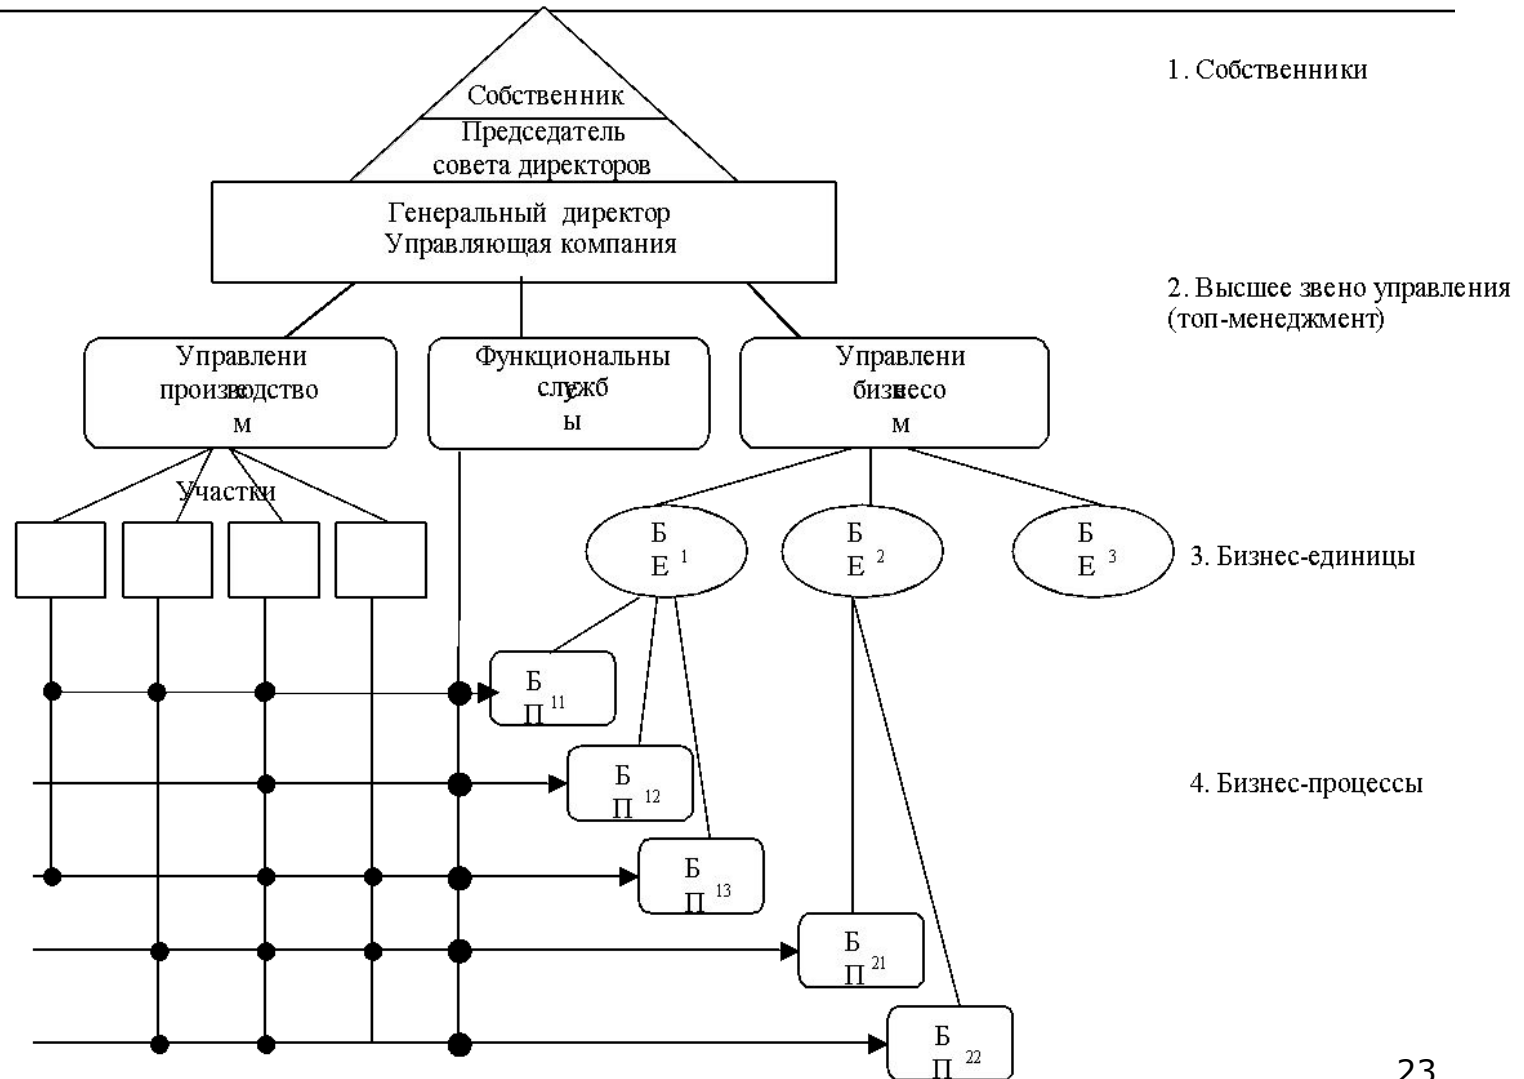 Собственник
Председатель
совета директоров
Генеральный директор
Управляющая компания
1. Собственники
2. Высшее звено управления
(топ-менеджмент)
Управлени
е
производство
м
Функциональны
е
служб
ы
Управлени
е
бизнесо
м
Участки
Б
Е 1
Б
Е 2
Б
Е 3
3. Бизнес-единицы
Б
П 11
Б
П 12
4. Бизнес-процессы
Б
П 13
Б
П 21
Б
П 22
23